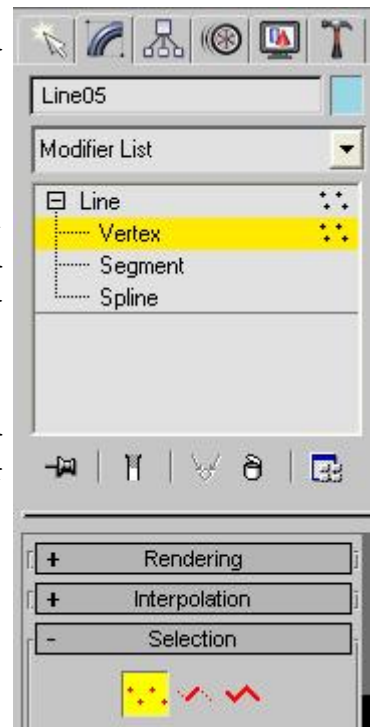 Line05
Modifier List
Line
Vertex
Segment
Spline
+ Rendering
+ Interpolation
- Selection